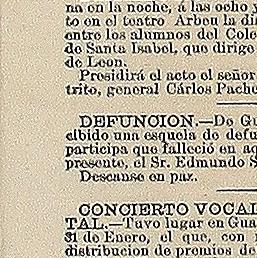 na en la noche, á las ocho y
to en el teatro Arbeu la di
entre los alumnos del Cole
de Santa Isabel, que dirige
de Leon.
Presidirá el acto el señor
trito, general Cárlos Pache
DEFUNCION.—De Gu
cibido una esquela de defu
participa que falleció en aq
presente, el Sr. Edmundo S
Descanse en paz.
CONCIERTO VOCAL
TAL.—Tuvo lugar en Gua
31 de Enero, el que, con
distribucion de premios de